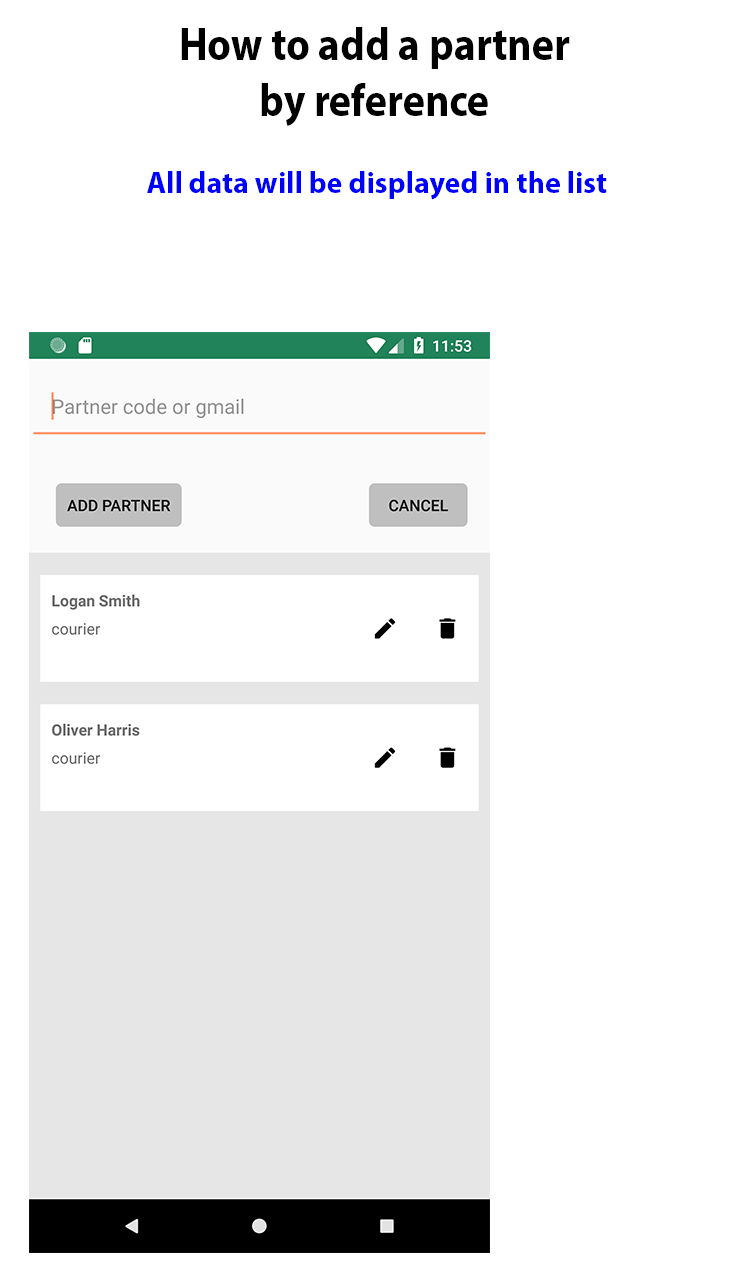 How to add a partner
by reference
All data will be displayed in the list
11:53
Partner code or gmail
ADD PARTNER
CANCEL
Logan Smith
courier
Oliver Harris
courier